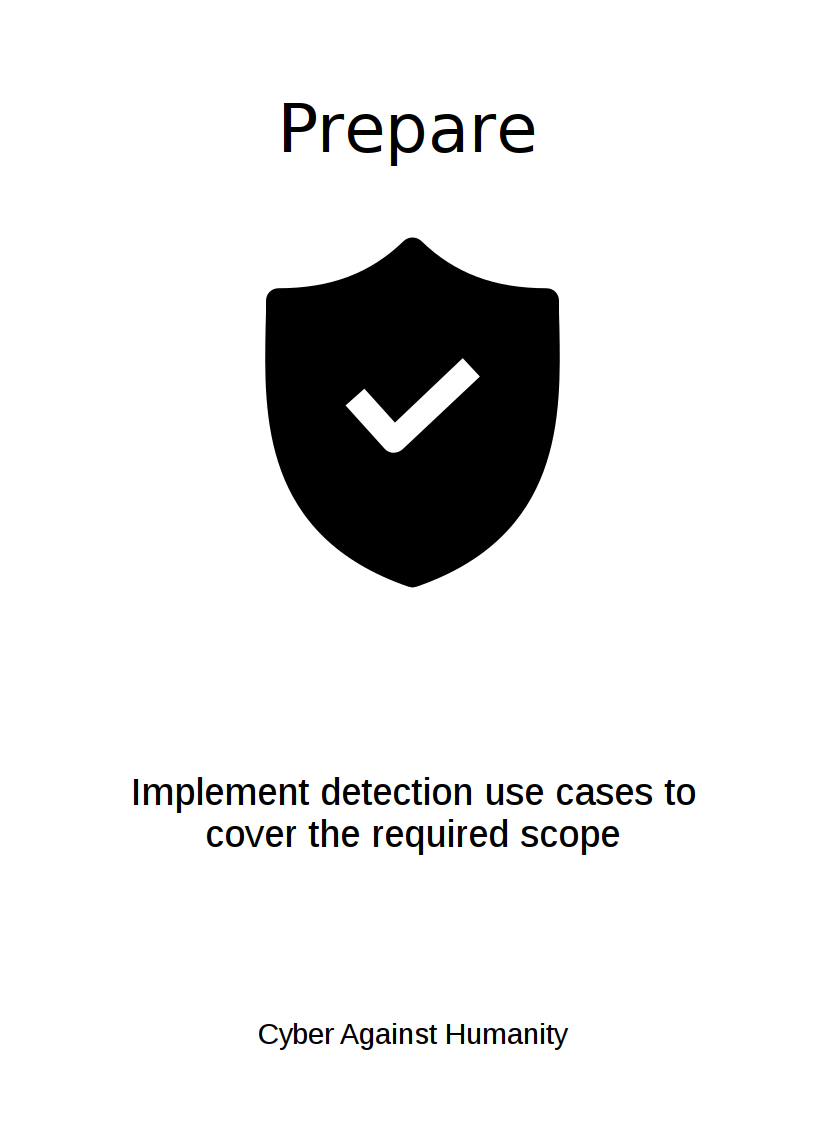 Prepare
Implement detection use cases to
cover the required scope
Cyber Against Humanity